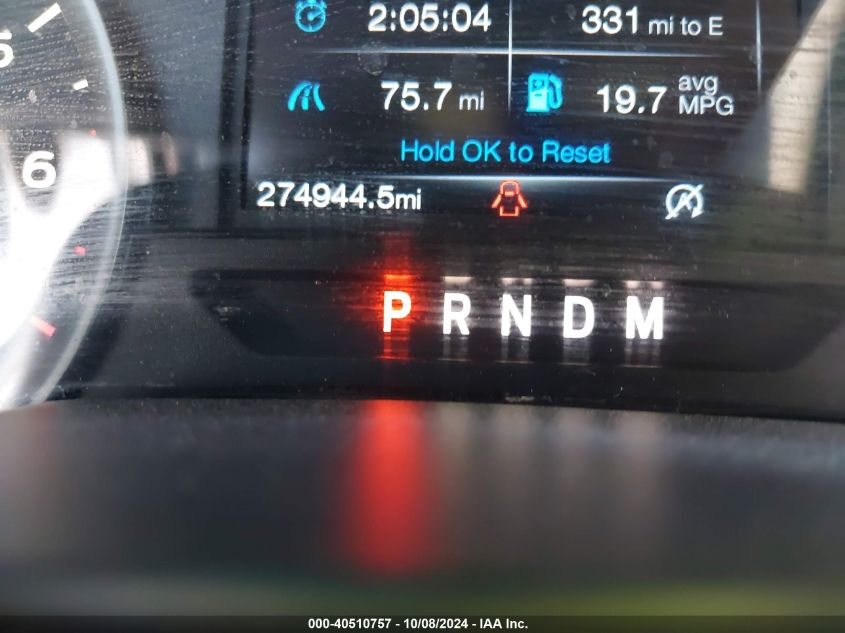 2:05:04 331 mi to E
75.7 mi 19.7 avg MPG
Hold OK to Reset
274944.5mi
6
P R N D M
000-40510757 - 10/08/2024 - IAA Inc.